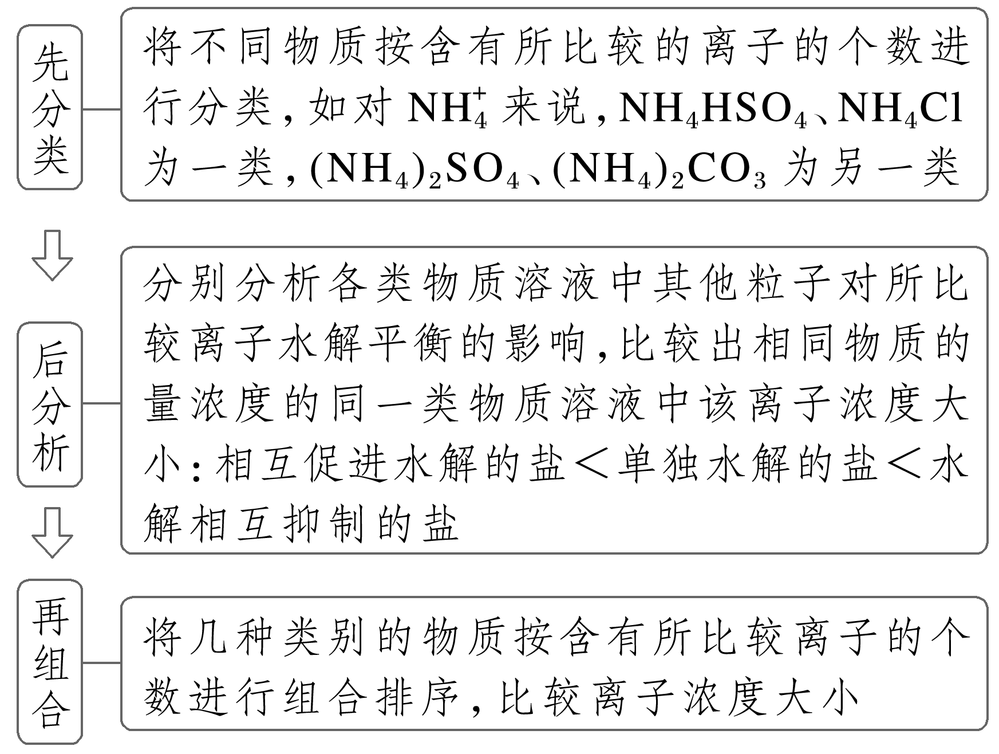 先分类
将不同物质按含有所比较的离子的个数进
行分类,如对 NH₄⁺ 来说,NH₄HSO₄、NH₄Cl
为一类,(NH₄)₂SO₄、(NH₄)₂CO₃ 为另一类
后分析
分别分析各类物质溶液中其他粒子对所比
较离子水解平衡的影响,比较出相同物质的
量浓度的同一类物质溶液中该离子浓度大
小:相互促进水解的盐<单独水解的盐<水
解相互抑制的盐
再组合
将几种类别的物质按含有所比较离子的个
数进行组合排序,比较离子浓度大小